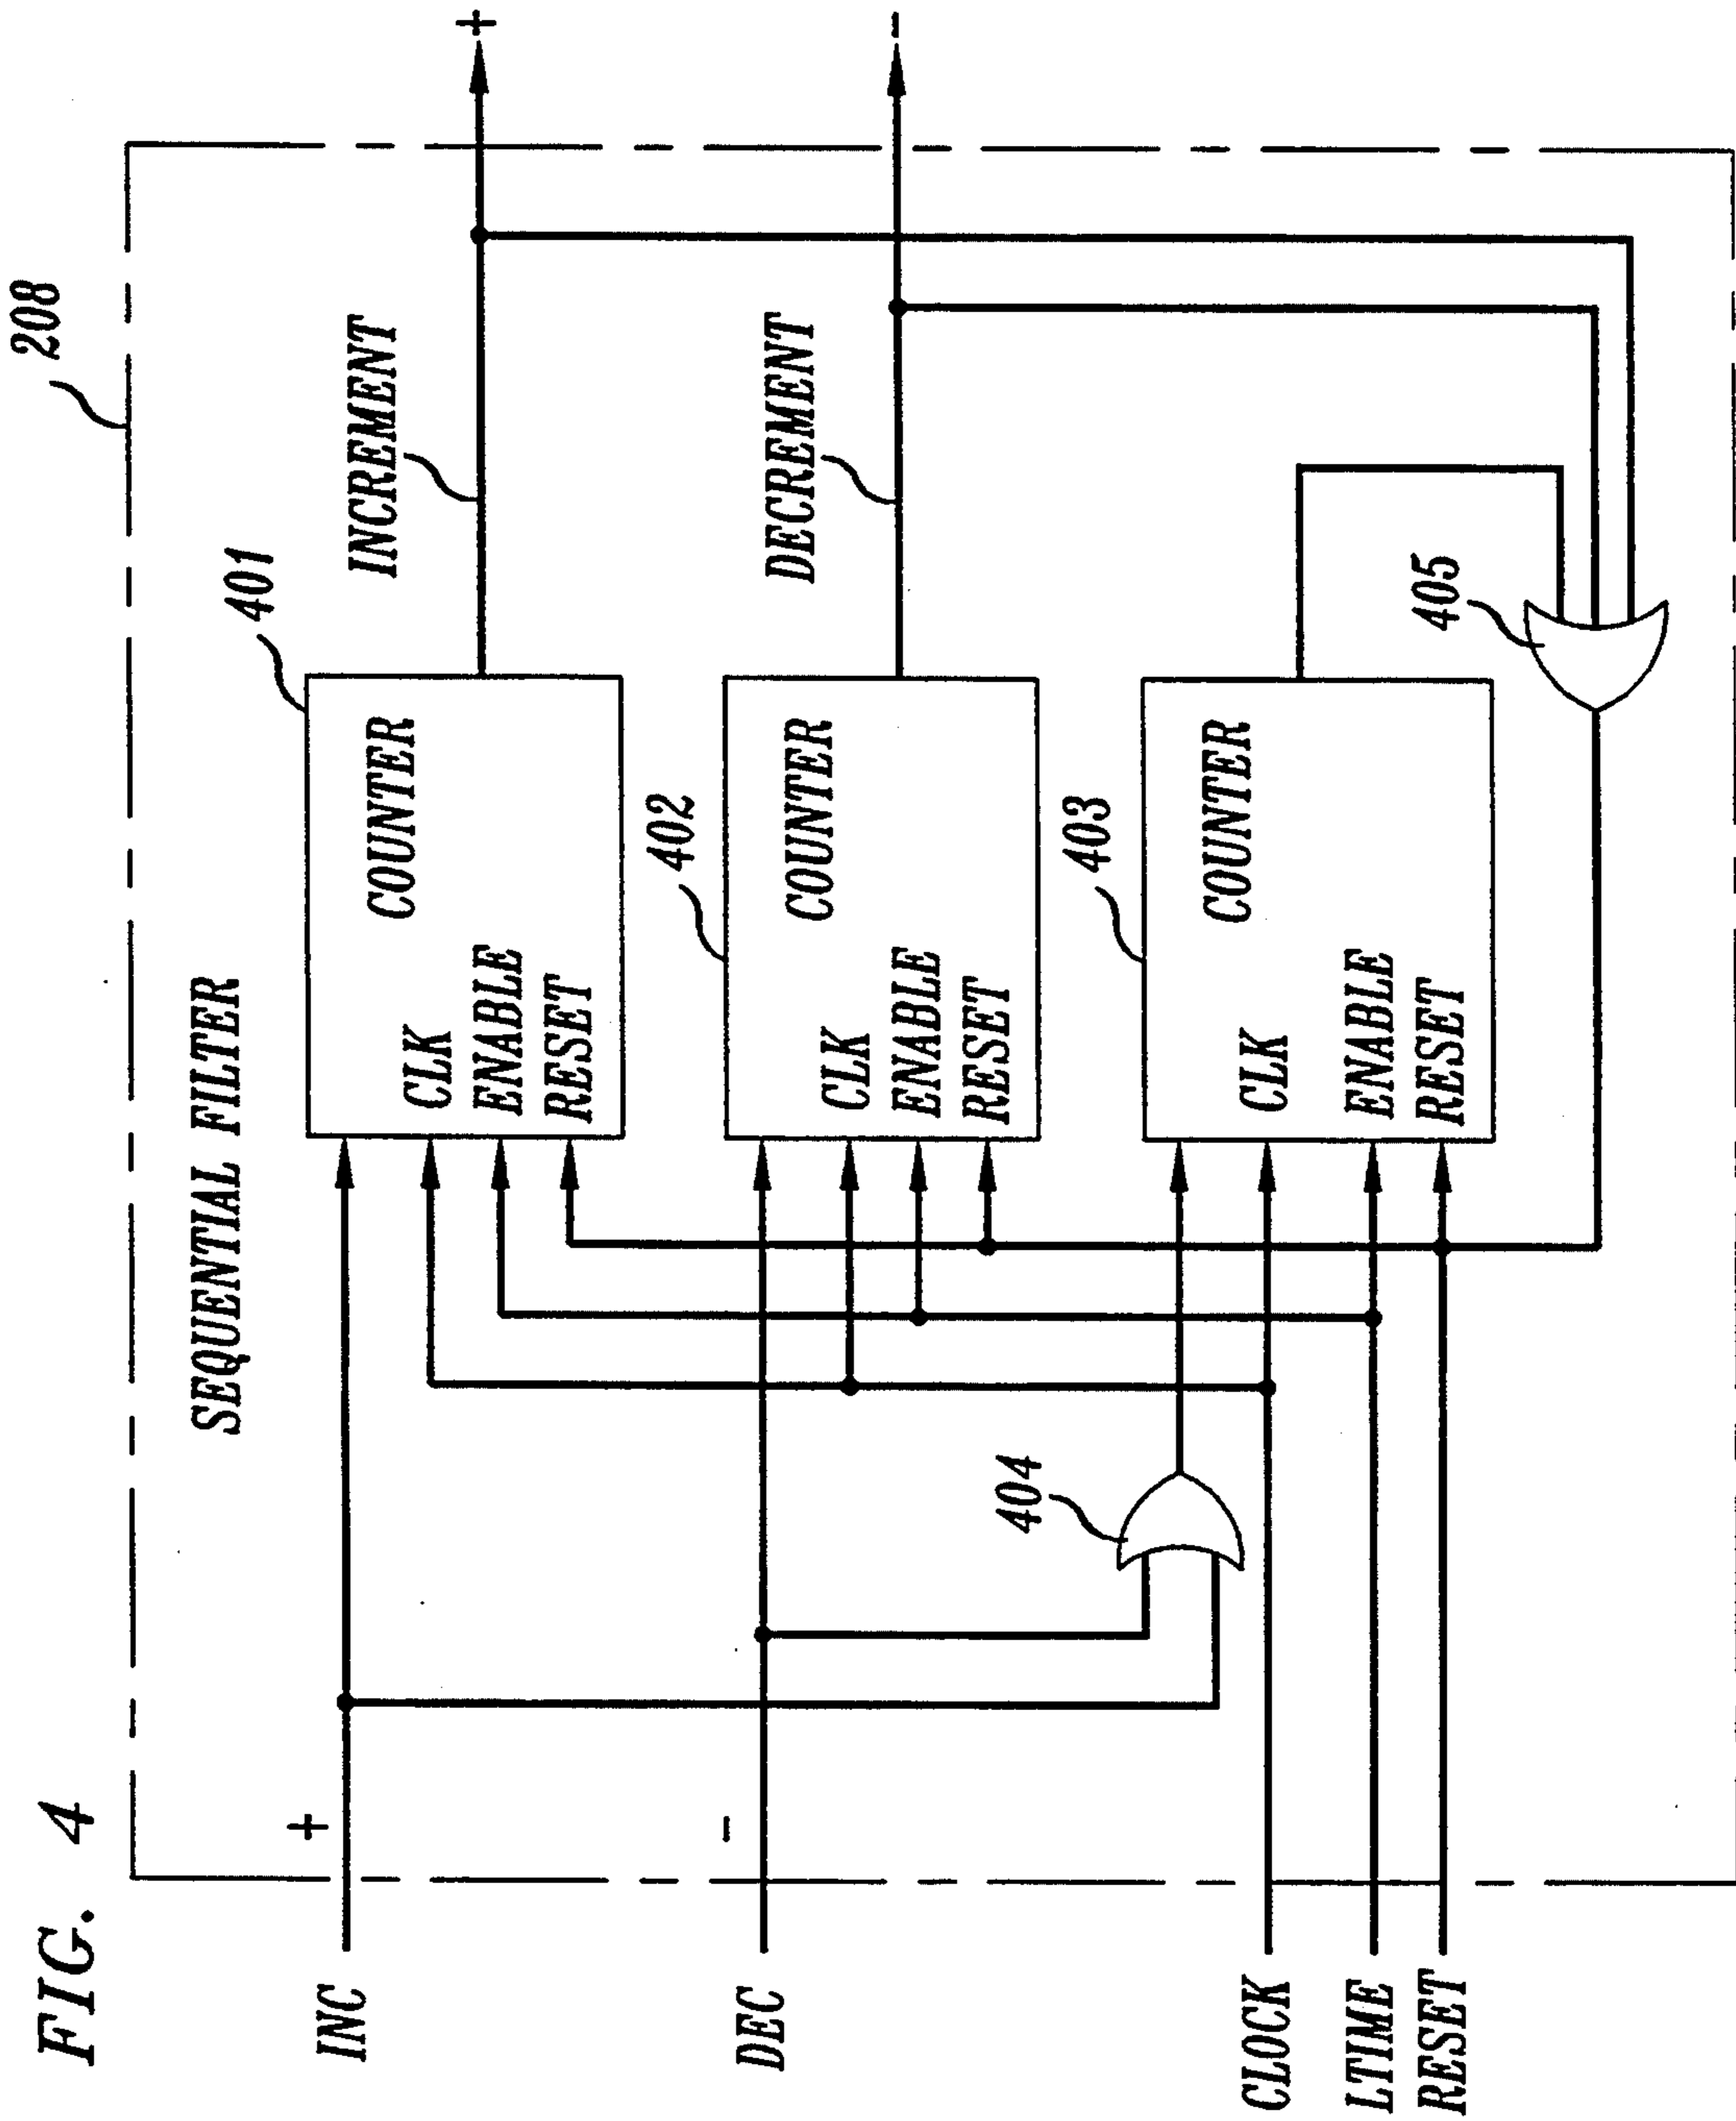 FIG. 4
208
SEQUENTIAL FILTER
401
INC
+
COUNTER
CLK
ENABLE
RESET
INCREMENT
+
402
DEC
-
COUNTER
CLK
ENABLE
RESET
DECREMENT
-
403
404
COUNTER
CLK
ENABLE
RESET
405
CLOCK
LTIME
RESET